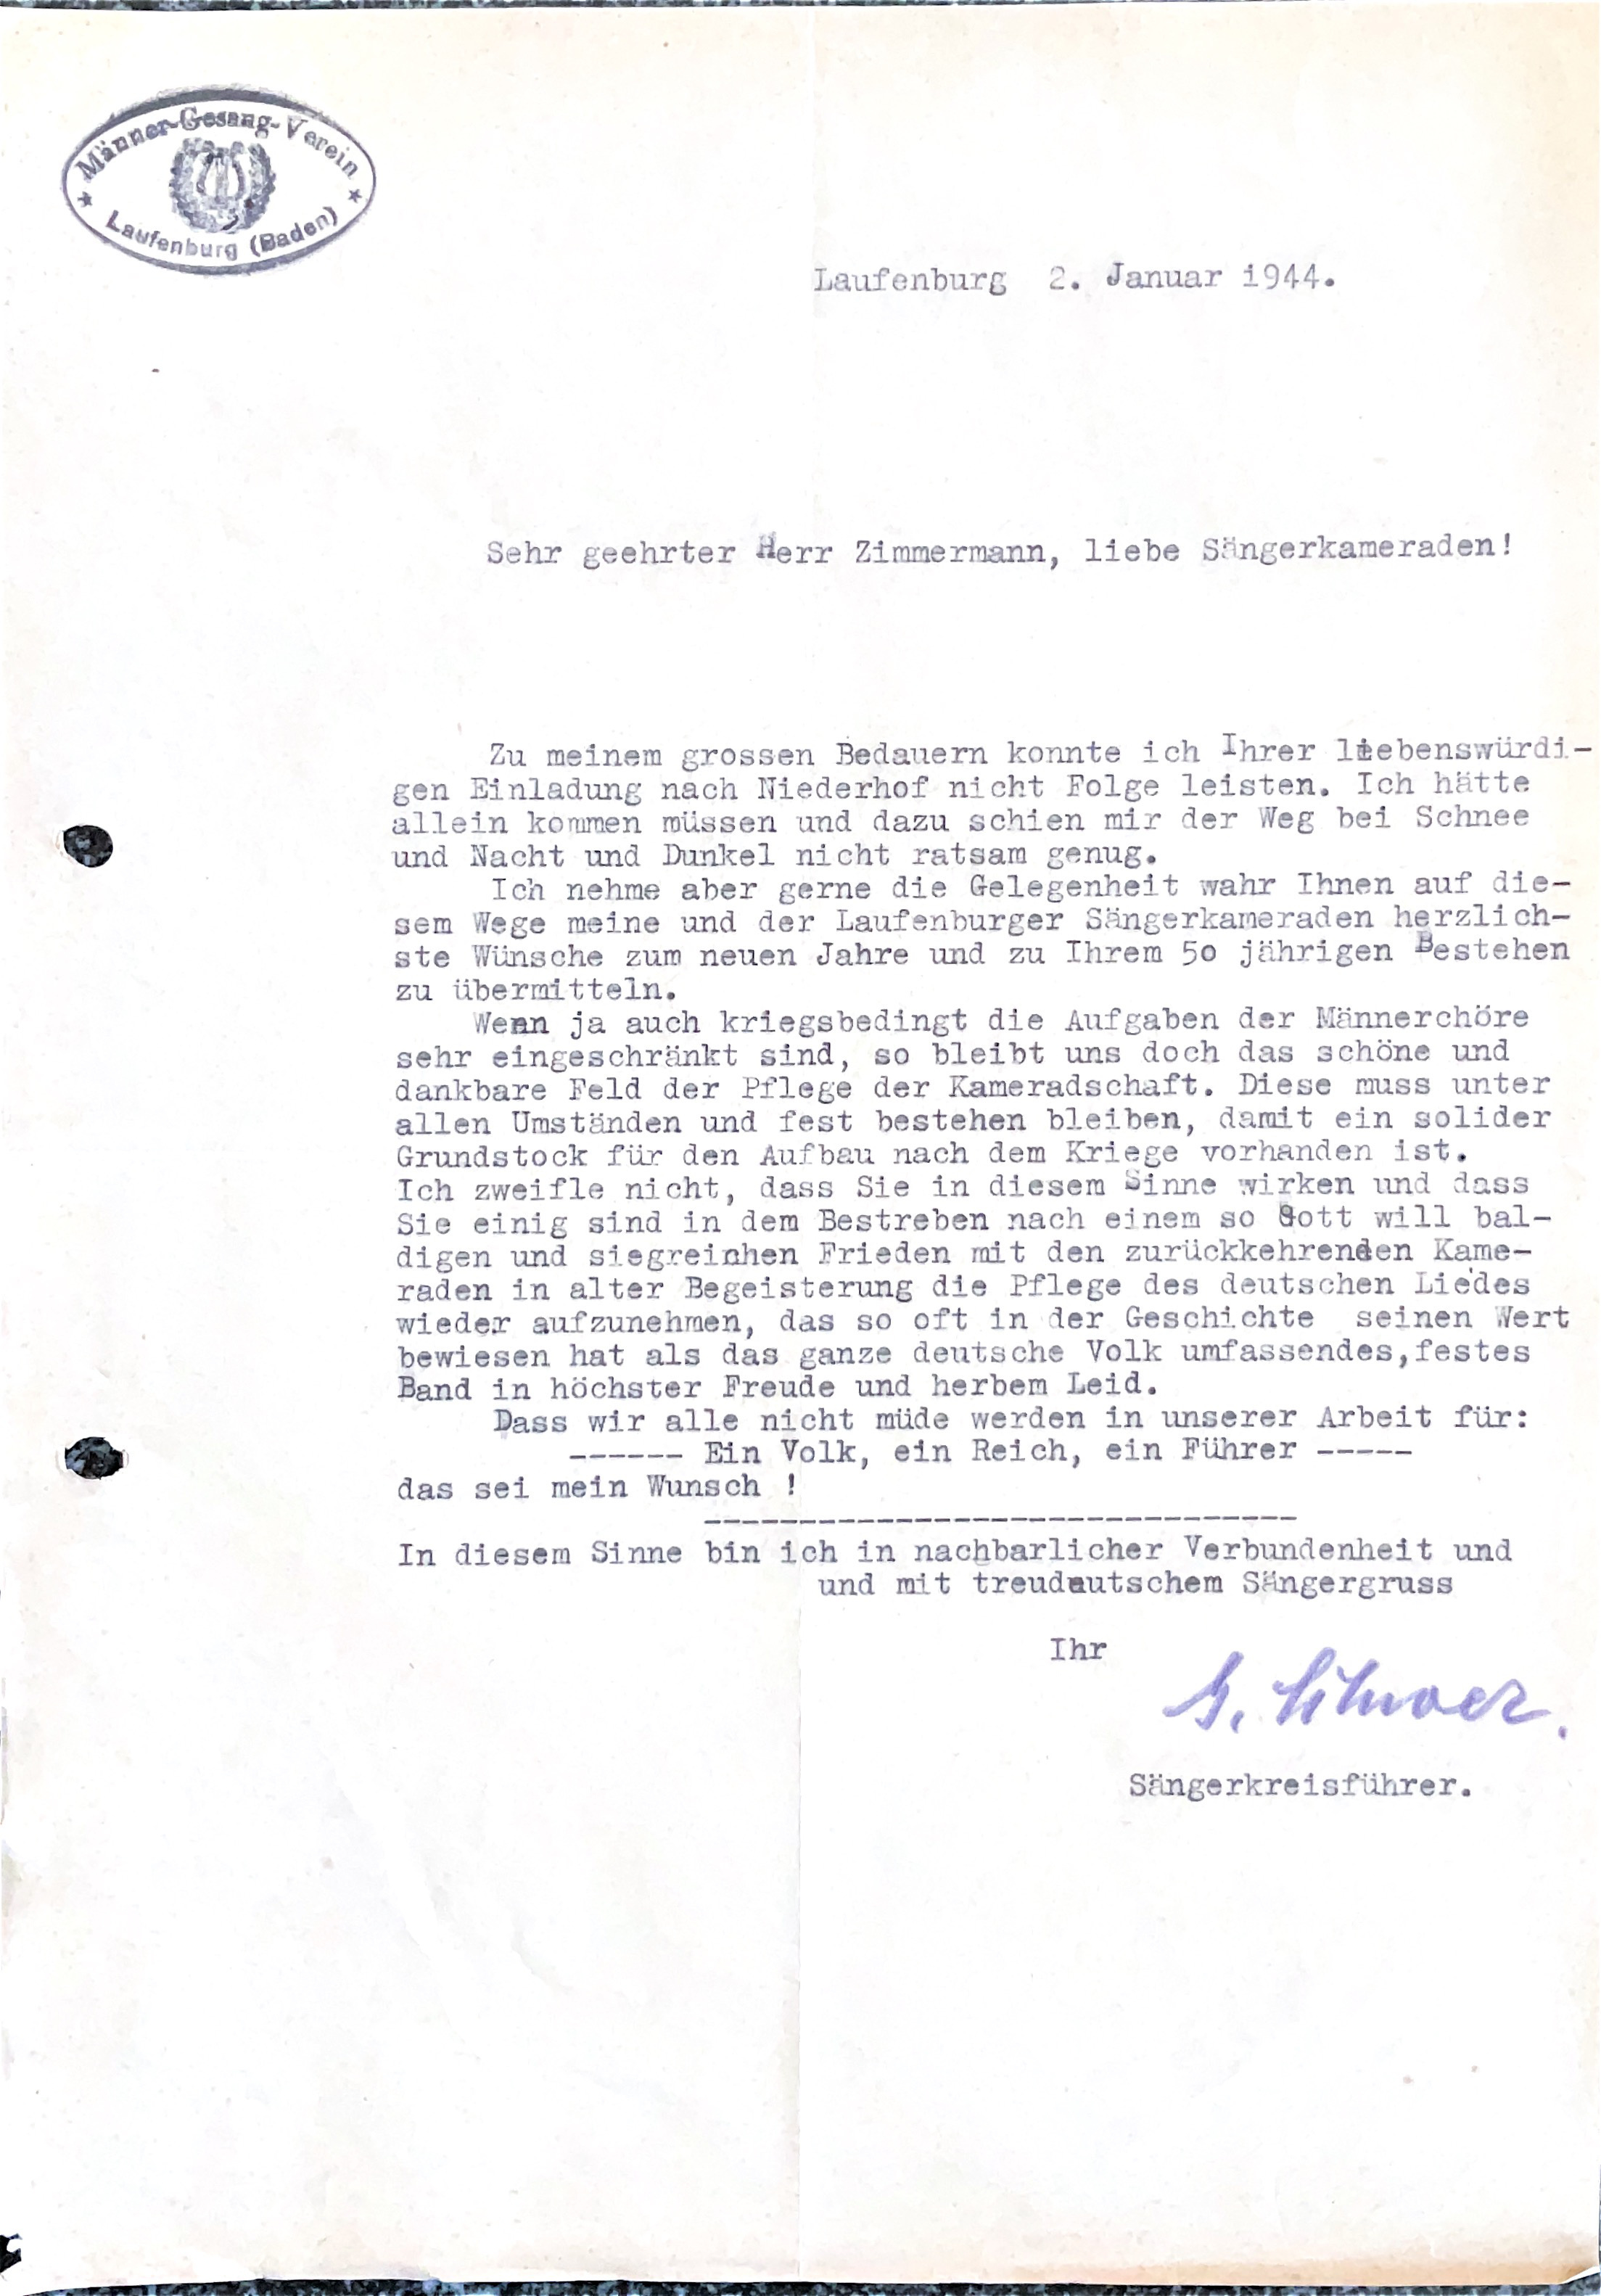 Männer-Gesang-Verein
Laufenburg (Baden)
Laufenburg 2. Januar 1944.
Sehr geehrter Herr Zimmermann, liebe Sängerkameraden!
Zu meinem grossen Bedauern konnte ich Ihrer liebenswürdi-
gen Einladung nach Niederhof nicht Folge leisten. Ich hätte
allein kommen müssen und dazu schien mir der Weg bei Schnee
und Nacht und Dunkel nicht ratsam genug.
Ich nehme aber gerne die Gelegenheit wahr Ihnen auf die-
sem Wege meine und der Laufenburger Sängerkameraden herzlich-
ste Wünsche zum neuen Jahre und zu Ihrem 50 jährigen Bestehen
zu übermitteln.
Wenn ja auch kriegsbedingt die Aufgaben der Männerchöre
sehr eingeschränkt sind, so bleibt uns doch das schöne und
dankbare Feld der Pflege der Kameradschaft. Diese muss unter
allen Umständen und fest bestehen bleiben, damit ein solider
Grundstock für den Aufbau nach dem Kriege vorhanden ist.
Ich zweifle nicht, dass Sie in diesem Sinne wirken und dass
Sie einig sind in dem Bestreben nach einem so Gott will bal-
digen und siegreichen Frieden mit den zurückkehrenden Kame-
raden in alter Begeisterung die Pflege des deutschen Liedes
wieder aufzunehmen, das so oft in der Geschichte seinen Wert
bewiesen hat als das ganze deutsche Volk umfassendes,festes
Band in höchster Freude und herbem Leid.
Dass wir alle nicht müde werden in unserer Arbeit für:
------ Ein Volk, ein Reich, ein Führer -----
das sei mein Wunsch !
-------------------------------
In diesem Sinne bin ich in nachbarlicher Verbundenheit und
und mit treudeutschem Sängergruss
Ihr
Sängerkreisführer.